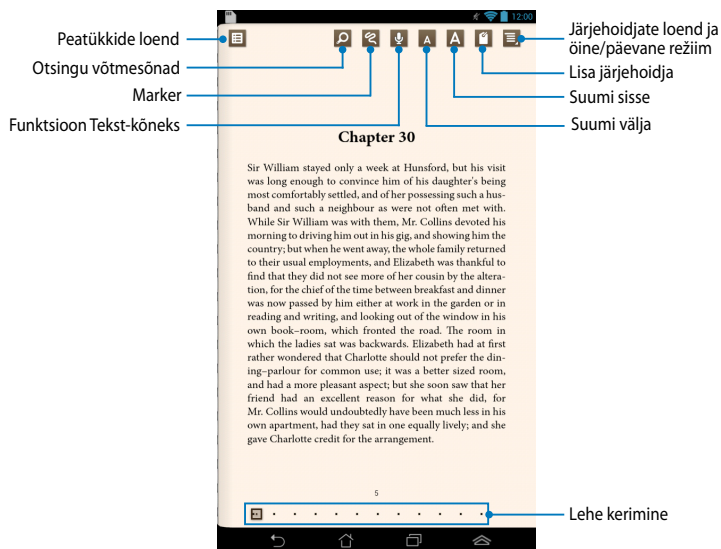 12:00
Peatükkide loend
Otsingu võtmesõnad
Marker
Funktsioon Tekst-kõneks
Järjehoidjate loend ja
öine/päevane režiim
Lisa järjehoidja
Suumi sisse
Suumi välja
A
A
Chapter 30
Sir William stayed only a week at Hunsford, but his visit
was long enough to convince him of his daughter's being
most comfortably settled, and of her possessing such a hus-
band and such a neighbour as were not often met with.
While Sir William was with them, Mr. Collins devoted his
morning to driving him out in his gig, and showing him the
country; but when he went away, the whole family returned
to their usual employments, and Elizabeth was thankful to
find that they did not see more of her cousin by the altera-
tion, for the chief of the time between breakfast and dinner
was now passed by him either at work in the garden or in
reading and writing, and looking out of the window in his
own book–room, which fronted the road. The room in
which the ladies sat was backwards. Elizabeth had at first
rather wondered that Charlotte should not prefer the din-
ing–parlour for common use; it was a better sized room,
and had a more pleasant aspect; but she soon saw that her
friend had an excellent reason for what she did, for
Mr. Collins would undoubtedly have been much less in his
own apartment, had they sat in one equally lively; and she
gave Charlotte credit for the arrangement.
5
Lehe kerimine